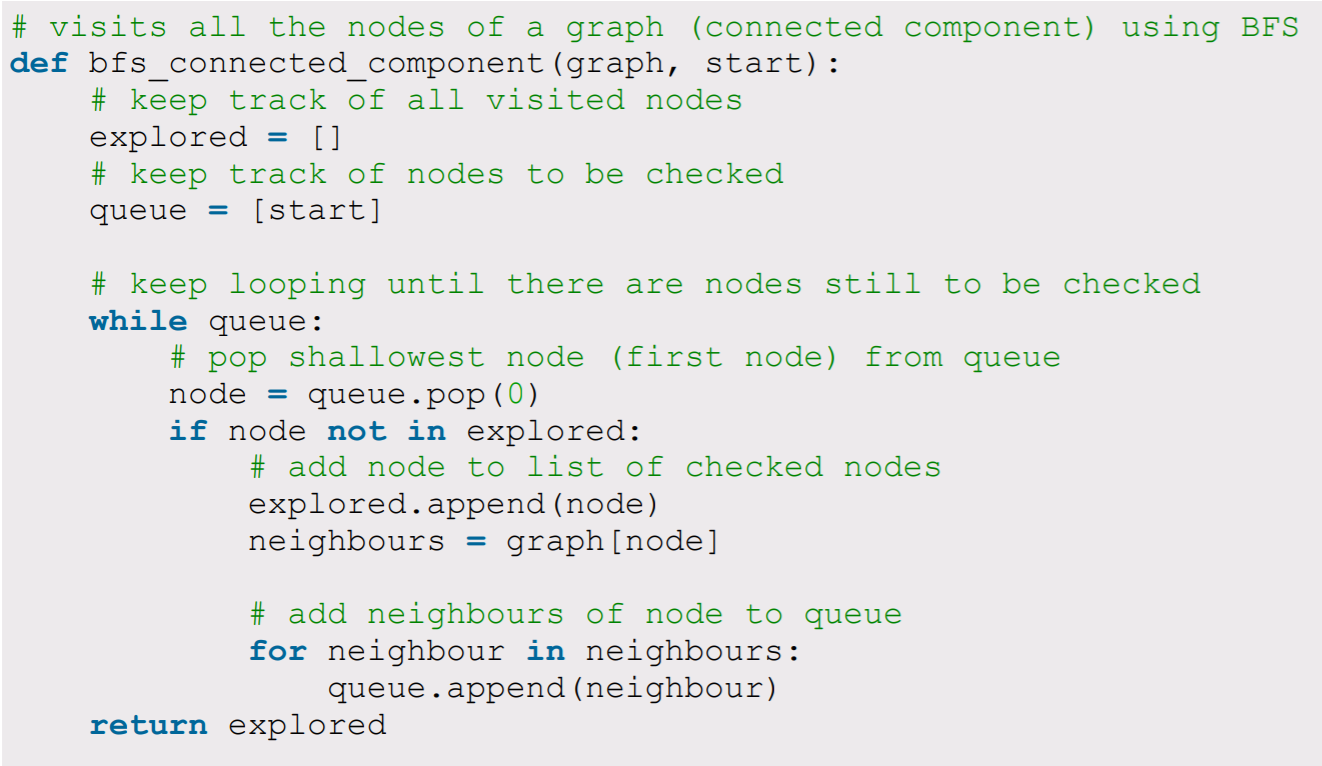 # visits all the nodes of a graph (connected component) using BFS
def bfs_connected_component(graph, start):
    # keep track of all visited nodes
    explored = []
    # keep track of nodes to be checked
    queue = [start]

    # keep looping until there are nodes still to be checked
    while queue:
        # pop shallowest node (first node) from queue
        node = queue.pop(0)
        if node not in explored:
            # add node to list of checked nodes
            explored.append(node)
            neighbours = graph[node]

            # add neighbours of node to queue
            for neighbour in neighbours:
                queue.append(neighbour)
    return explored